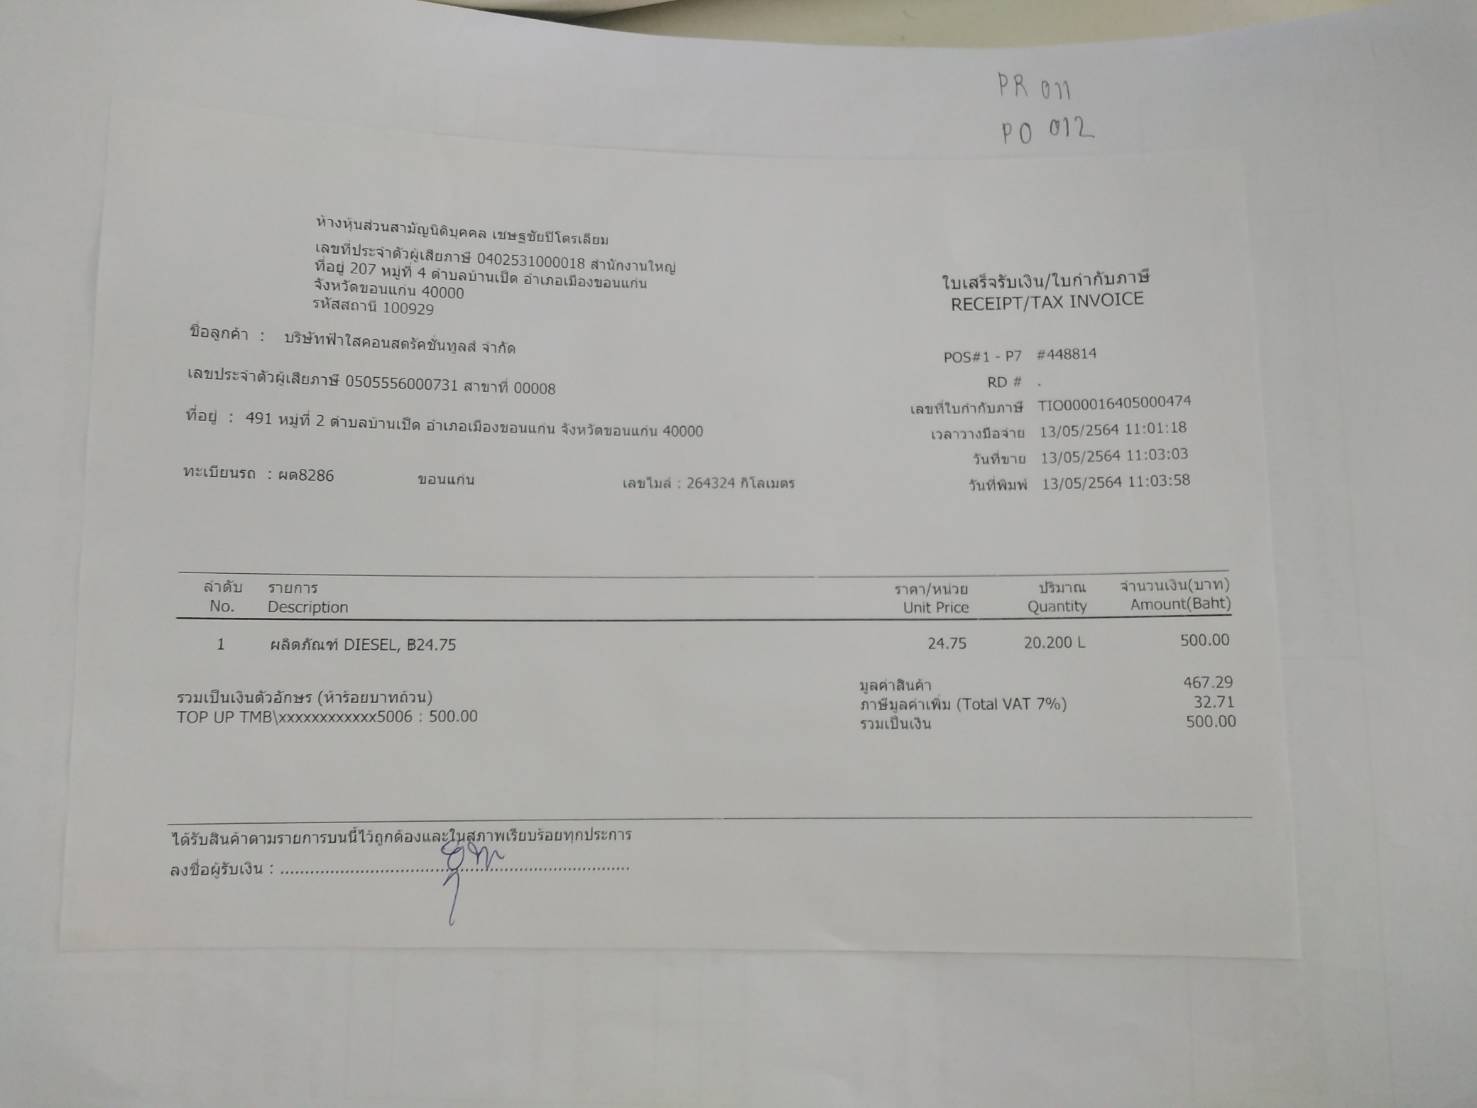 PR 011
PO 012
ห้างหุ้นส่วนสามัญนิติบุคคล เชษฐชัยปิโตรเลียม
เลขที่ประจำตัวผู้เสียภาษี 0402531000018 สำนักงานใหญ่
ที่อยู่ 207 หมู่ที่ 4 ตำบลบ้านเป็ด อำเภอเมืองขอนแก่น
จังหวัดขอนแก่น 40000
รหัสสถานี 100929
ใบเสร็จรับเงิน/ใบกำกับภาษี
RECEIPT/TAX INVOICE
ชื่อลูกค้า : บริษัทฟ้าใสคอนสตรัคชั่นทูลส์ จำกัด
เลขประจำตัวผู้เสียภาษี 0505556000731 สาขาที่ 00008
ที่อยู่ : 491 หมู่ที่ 2 ตำบลบ้านเป็ด อำเภอเมืองขอนแก่น จังหวัดขอนแก่น 40000
ทะเบียนรถ : ผด8286 ขอนแก่น เลขไมล์ : 264324 กิโลเมตร
POS#1 - P7 #448814
RD # .
เลขที่ใบกำกับภาษี TIO000016405000474
เวลาวางมือจ่าย 13/05/2564 11:01:18
วันที่ขาย 13/05/2564 11:03:03
วันที่พิมพ์ 13/05/2564 11:03:58
ลำดับ รายการ ราคา/หน่วย ปริมาณ จำนวนเงิน(บาท)
No. Description Unit Price Quantity Amount(Baht)
1 ผลิตภัณฑ์ DIESEL, ฿24.75 24.75 20.200 L 500.00
มูลค่าสินค้า 467.29
รวมเป็นเงินตัวอักษร (ห้าร้อยบาทถ้วน) ภาษีมูลค่าเพิ่ม (Total VAT 7%) 32.71
TOP UP TMB\xxxxxxxxxxxx5006 : 500.00 รวมเป็นเงิน 500.00
ได้รับสินค้าตามรายการบนนี้ไว้ถูกต้องและในสภาพเรียบร้อยทุกประการ
ลงชื่อผู้รับเงิน :